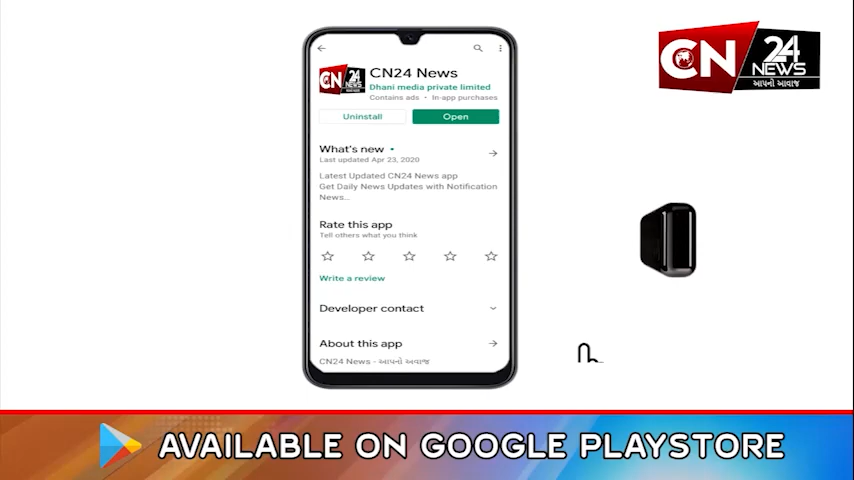 CN24 News
CN 24 NEWS
Dhani media private limited
Contains ads • In-app purchases
Uninstall
Open
What's new •
Last updated Apr 23, 2020
Latest Updated CN24 News app
Get Daily News Updates with Notification
News...
Rate this app
Tell others what you think
Write a review
Developer contact
About this app
CN24 News - આપનો અવાજ
CN 24 NEWS
આપનો અવાજ
AVAILABLE ON GOOGLE PLAYSTORE